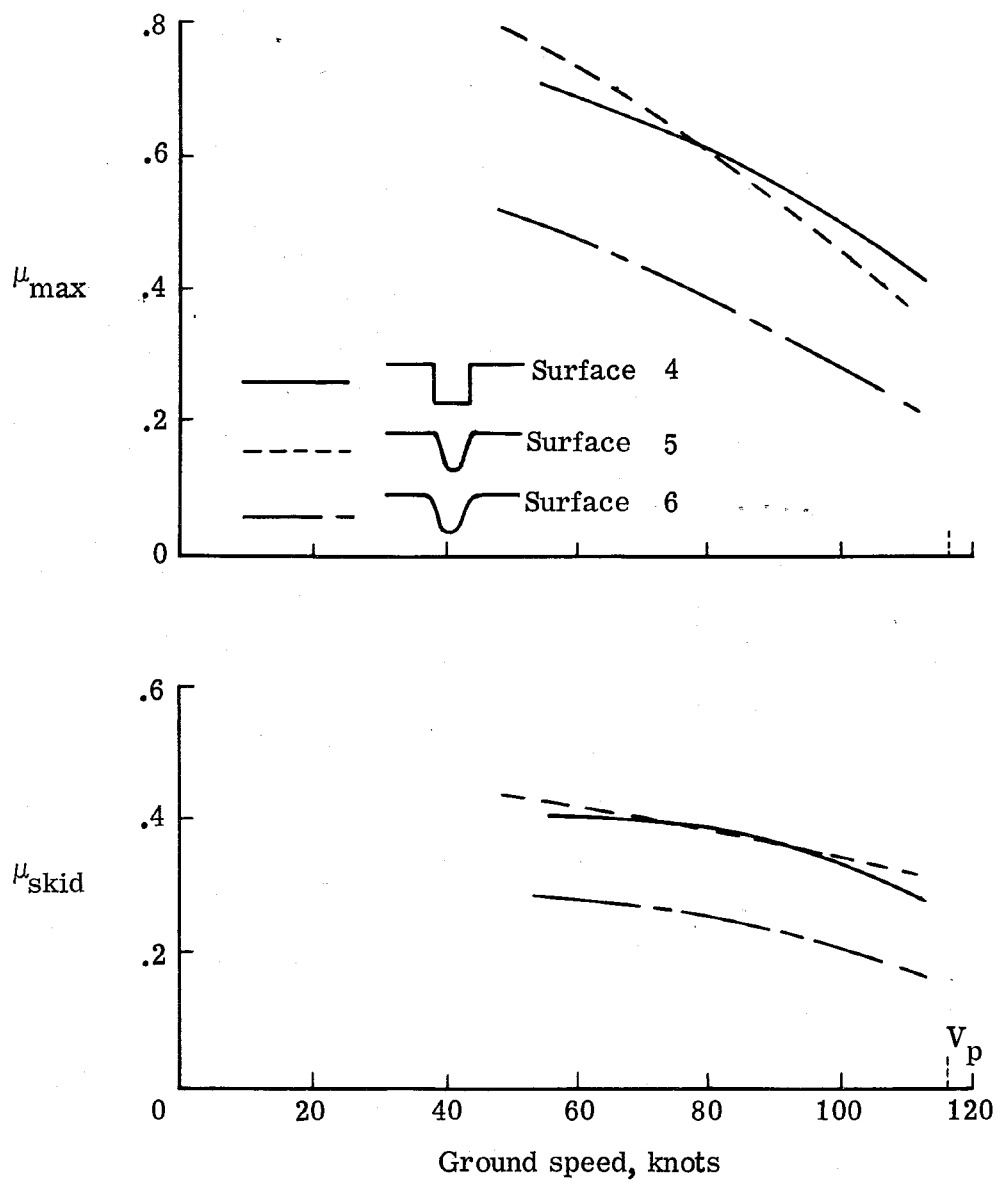 .8
.6
μmax
.4
Surface 4
.2
Surface 5
Surface 6
0
.6
.4
μskid
.2
Vp
0 20 40 60 80 100 120
Ground speed, knots